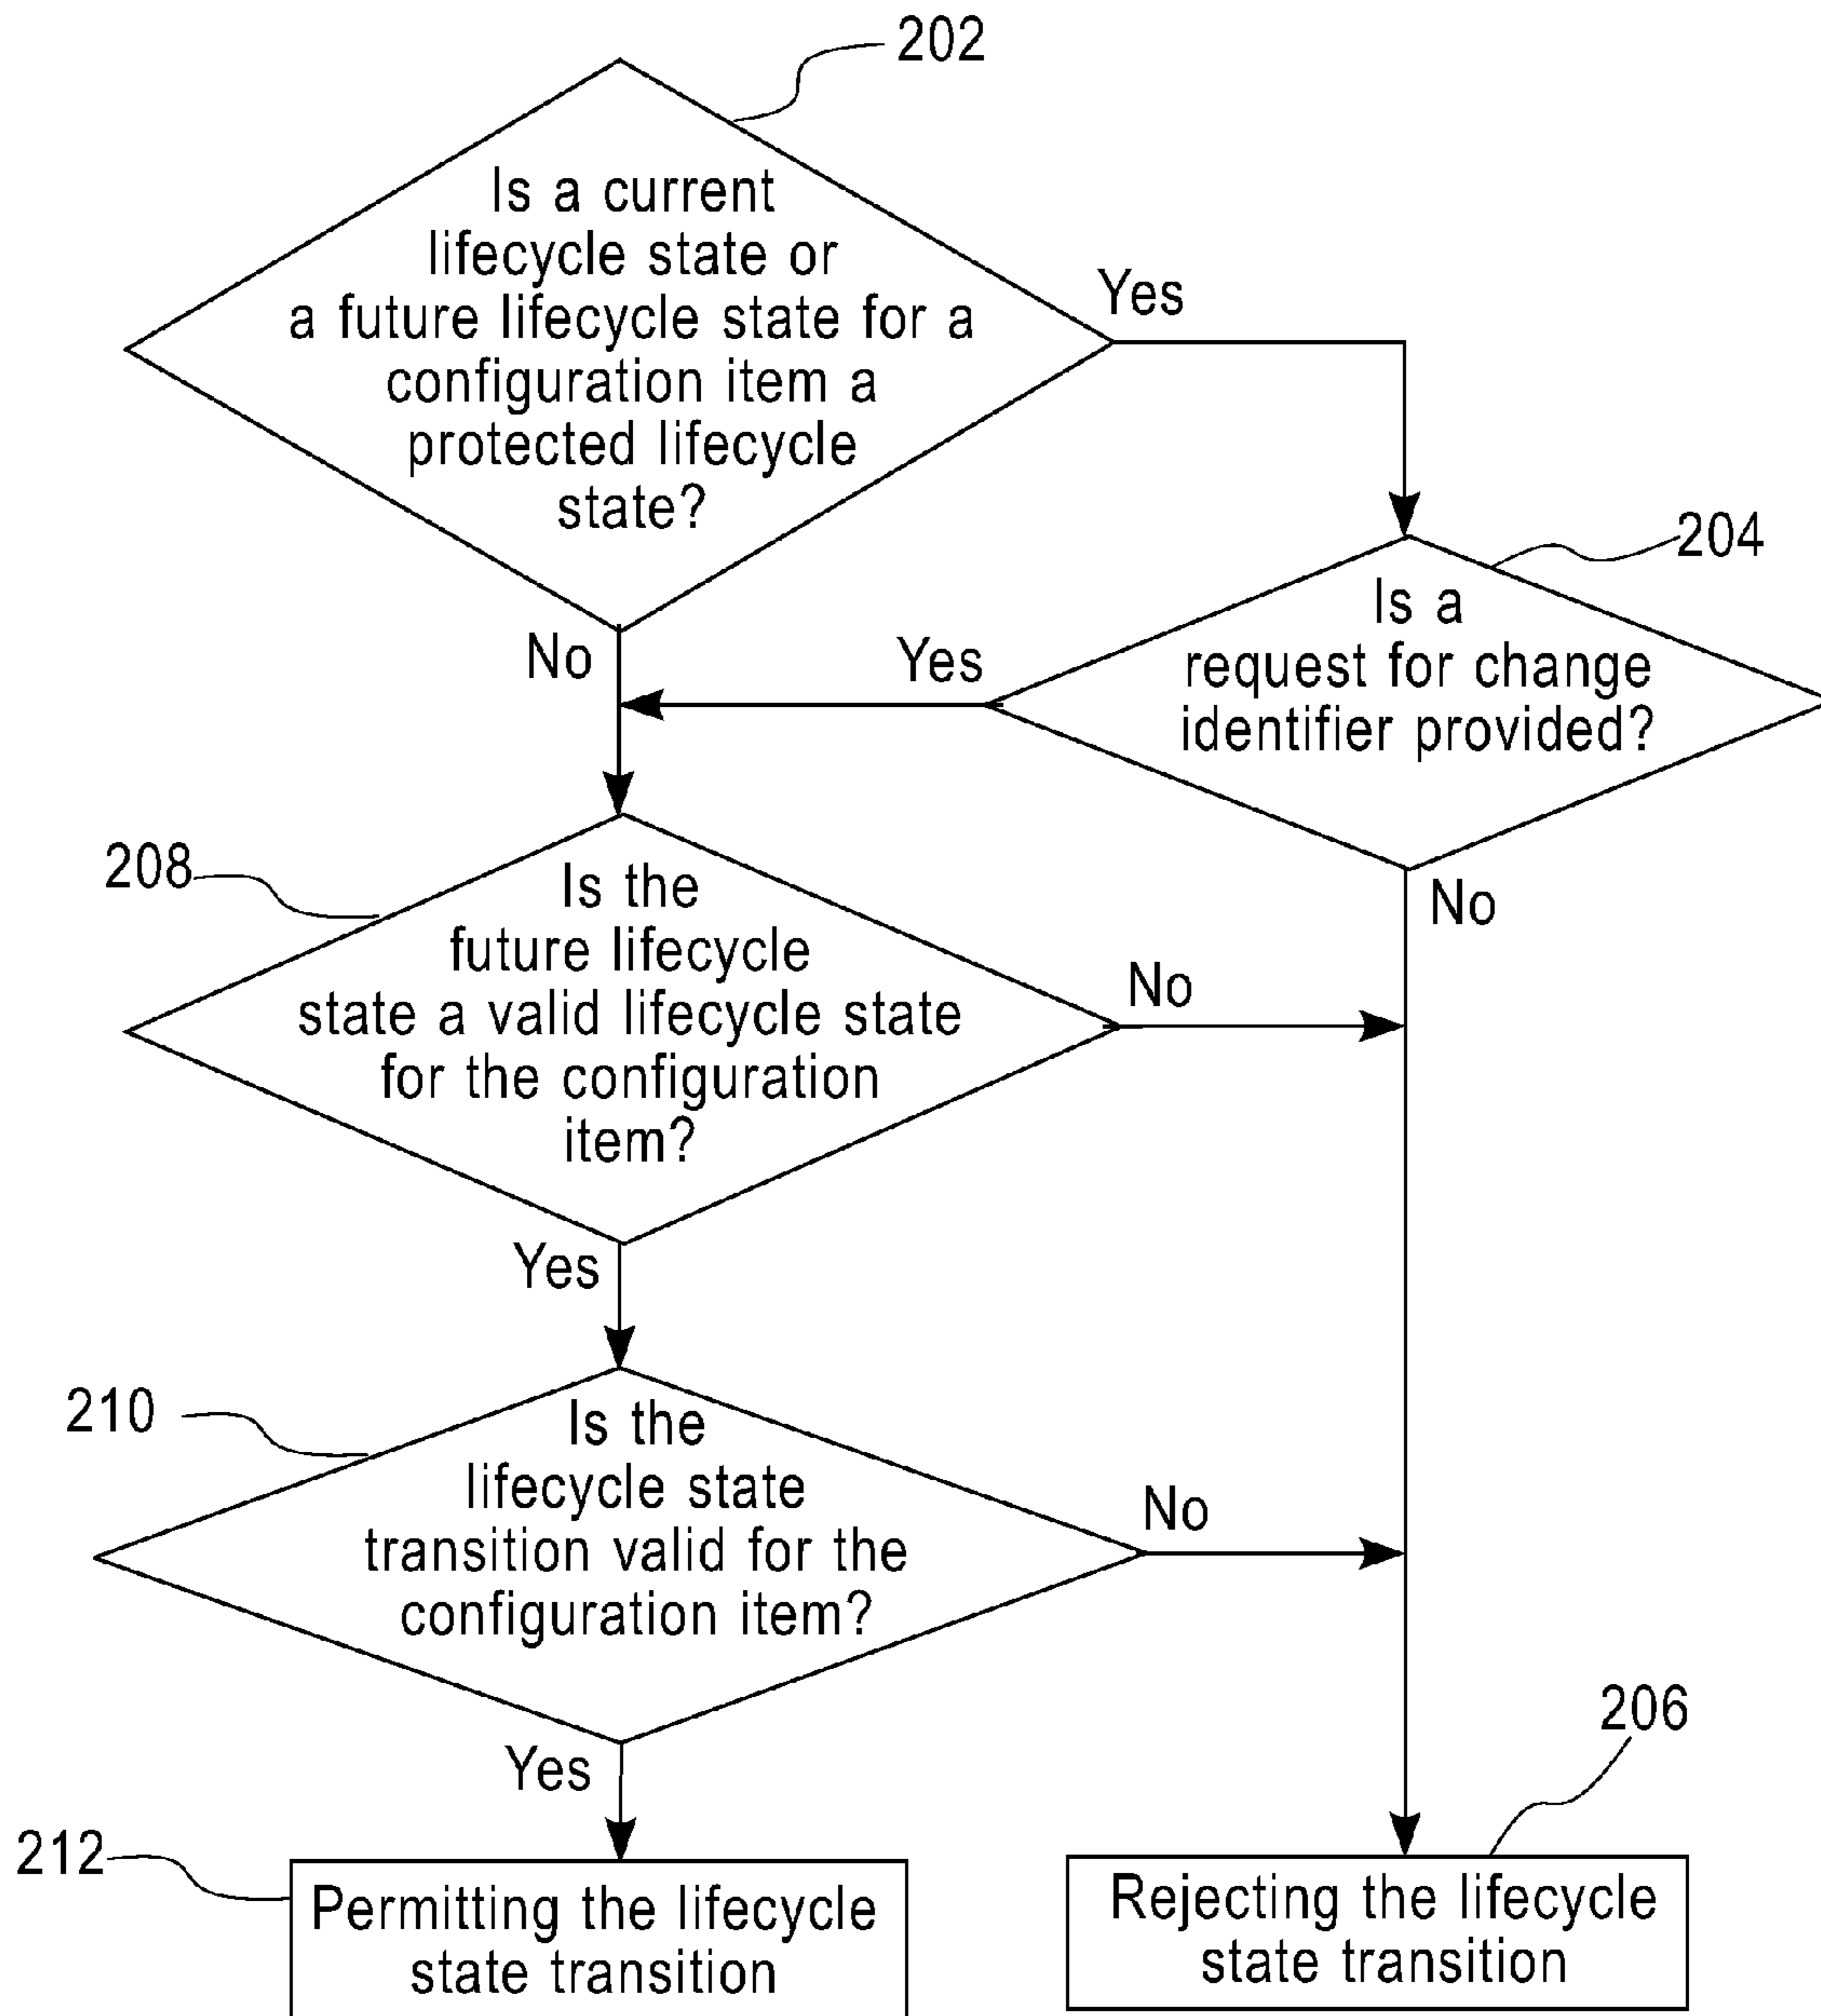 202
Is a current
lifecycle state or
a future lifecycle state for a
configuration item a
protected lifecycle
state?
Yes
No
204
Is a
request for change
identifier provided?
Yes
No
208
Is the
future lifecycle
state a valid lifecycle state
for the configuration
item?
No
Yes
210
Is the
lifecycle state
transition valid for the
configuration item?
No
Yes
206
212
Permitting the lifecycle
state transition
Rejecting the lifecycle
state transition